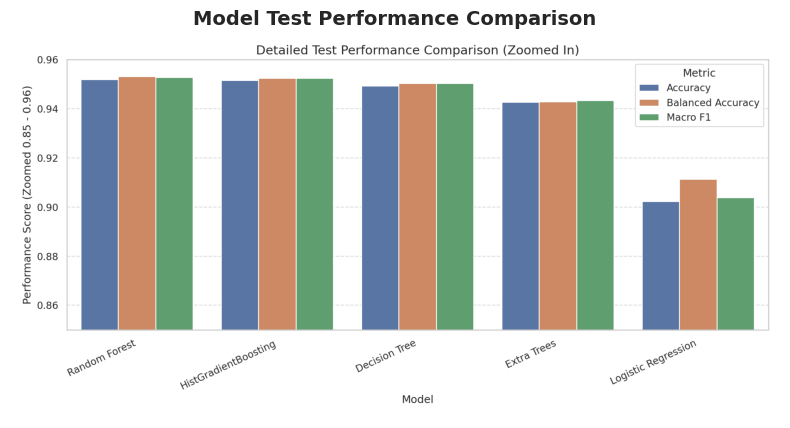 Model Test Performance Comparison
Detailed Test Performance Comparison (Zoomed In)
Performance Score (Zoomed 0.85 - 0.96)
0.96
0.94
0.92
0.90
0.88
0.86
Metric
Accuracy
Balanced Accuracy
Macro F1
Random Forest
HistGradientBoosting
Decision Tree
Extra Trees
Logistic Regression
Model